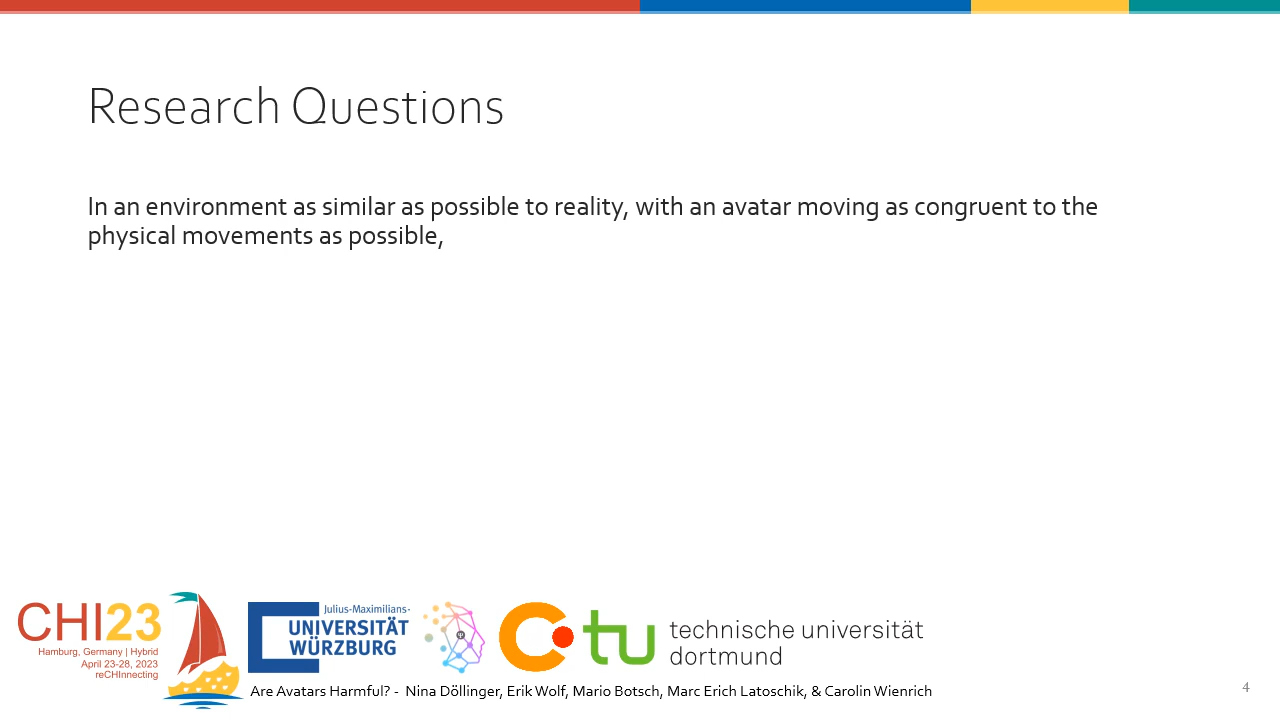 Research Questions
In an environment as similar as possible to reality, with an avatar moving as congruent to the
physical movements as possible,
CHI23
Hamburg, Germany | Hybrid
April 23-28, 2023
reCHInnecting
Julius-Maximilians-
UNIVERSITÄT
WÜRZBURG
tu
technische universität
dortmund
Are Avatars Harmful? - Nina Döllinger, Erik Wolf, Mario Botsch, Marc Erich Latoschik, & Carolin Wienrich
4